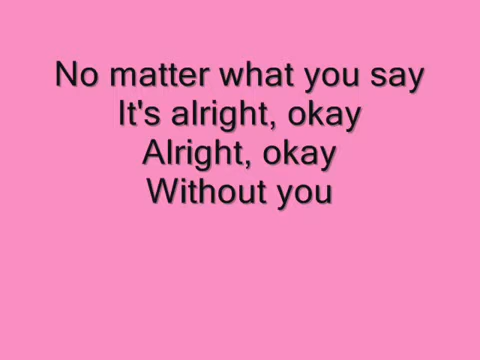 No matter what you say
It's alright, okay
Alright, okay
Without you